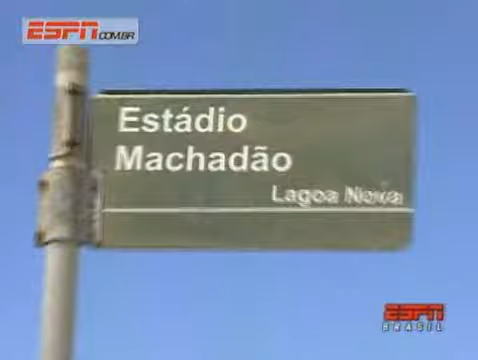 ESPN.COM.BR
Estádio
Machadão
Lagoa Nova
ESPN
BRASIL